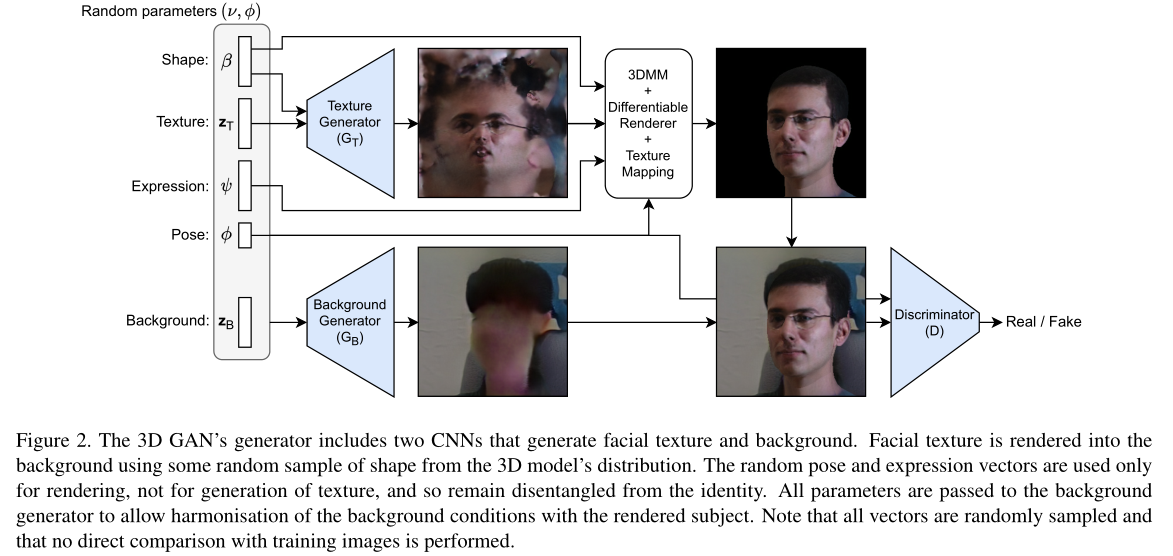 Random parameters (ν, ϕ)
Shape: β
Texture: z_T
Expression: ψ
Pose: ϕ
Background: z_B
Texture
Generator
(G_T)
3DMM
+
Differentiable
Renderer
+
Texture
Mapping
Background
Generator
(G_B)
Discriminator
(D)
Real / Fake
Figure 2. The 3D GAN's generator includes two CNNs that generate facial texture and background. Facial texture is rendered into the
background using some random sample of shape from the 3D model's distribution. The random pose and expression vectors are used only
for rendering, not for generation of texture, and so remain disentangled from the identity. All parameters are passed to the background
generator to allow harmonisation of the background conditions with the rendered subject. Note that all vectors are randomly sampled and
that no direct comparison with training images is performed.